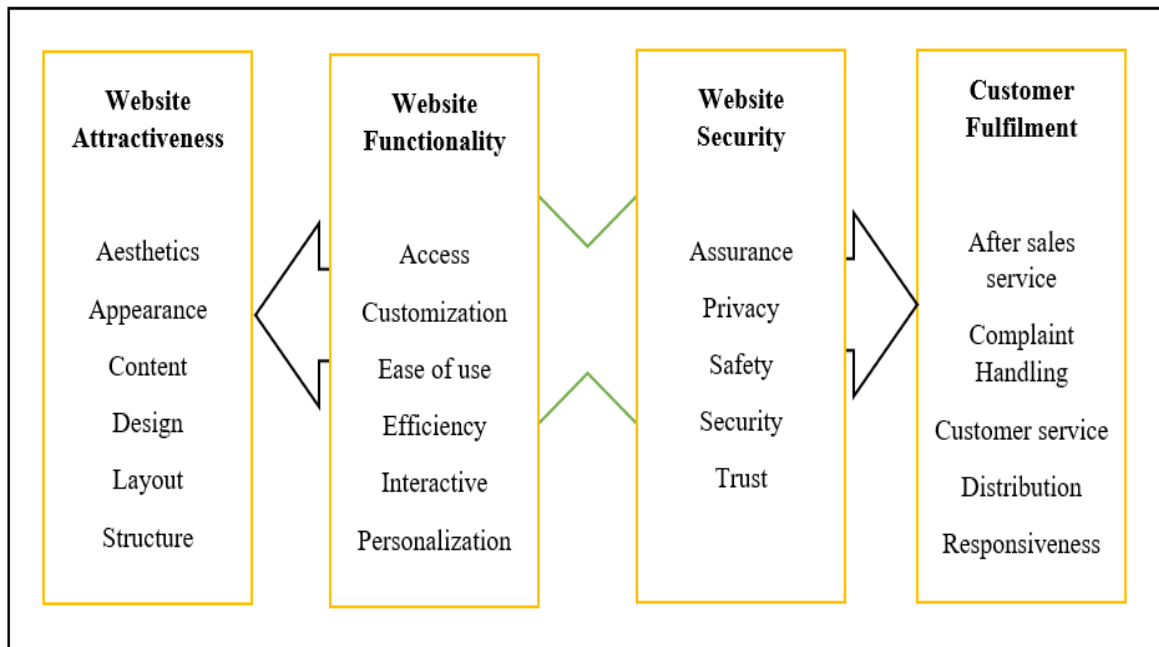 Website
Attractiveness
Aesthetics
Appearance
Content
Design
Layout
Structure
Website
Functionality
Access
Customization
Ease of use
Efficiency
Interactive
Personalization
Website
Security
Assurance
Privacy
Safety
Security
Trust
Customer
Fulfilment
After sales
service
Complaint
Handling
Customer service
Distribution
Responsiveness